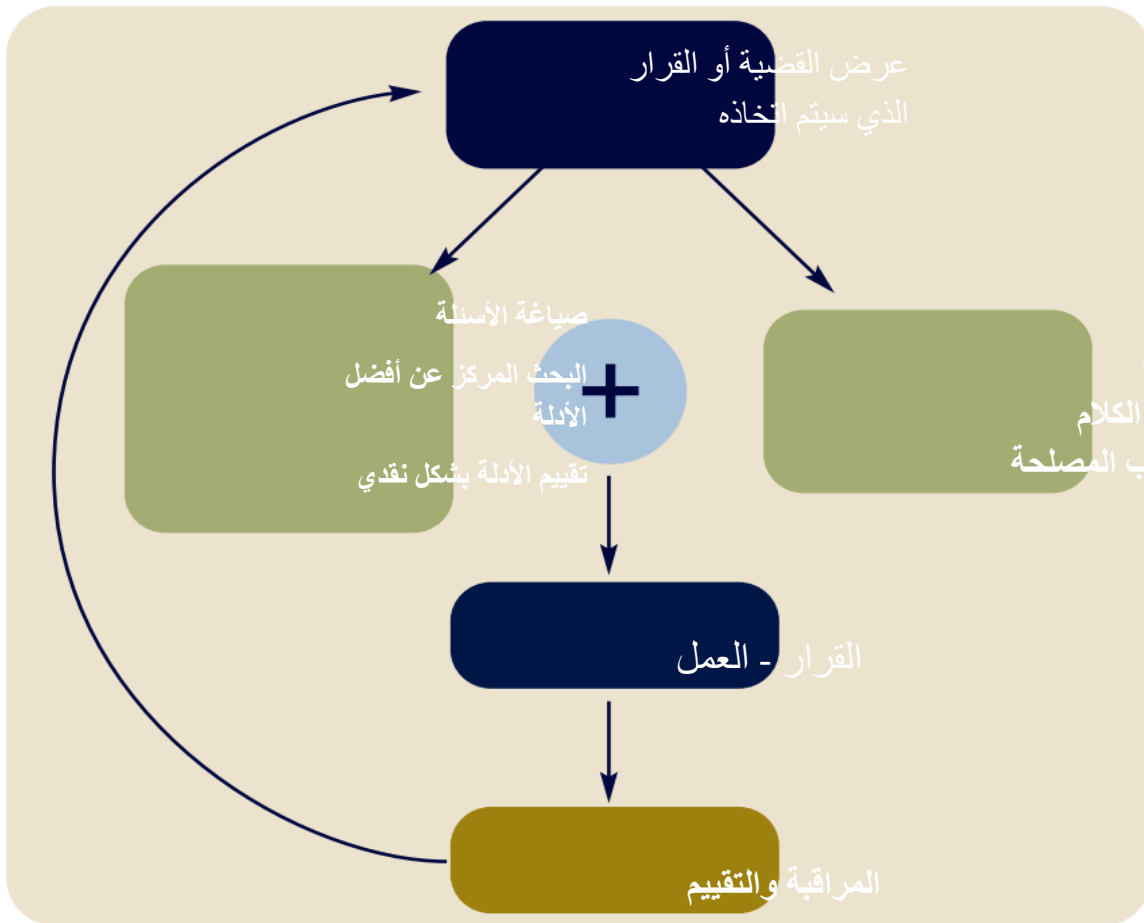 عرض القضية أو القرار
الذي سيتم اتخاذه
صياغة الأسئلة
البحث المركز عن أفضل
الأدلة
تقييم الأدلة بشكل نقدي
+
الكلام
المصلحة
القرار - العمل
المراقبة والتقييم